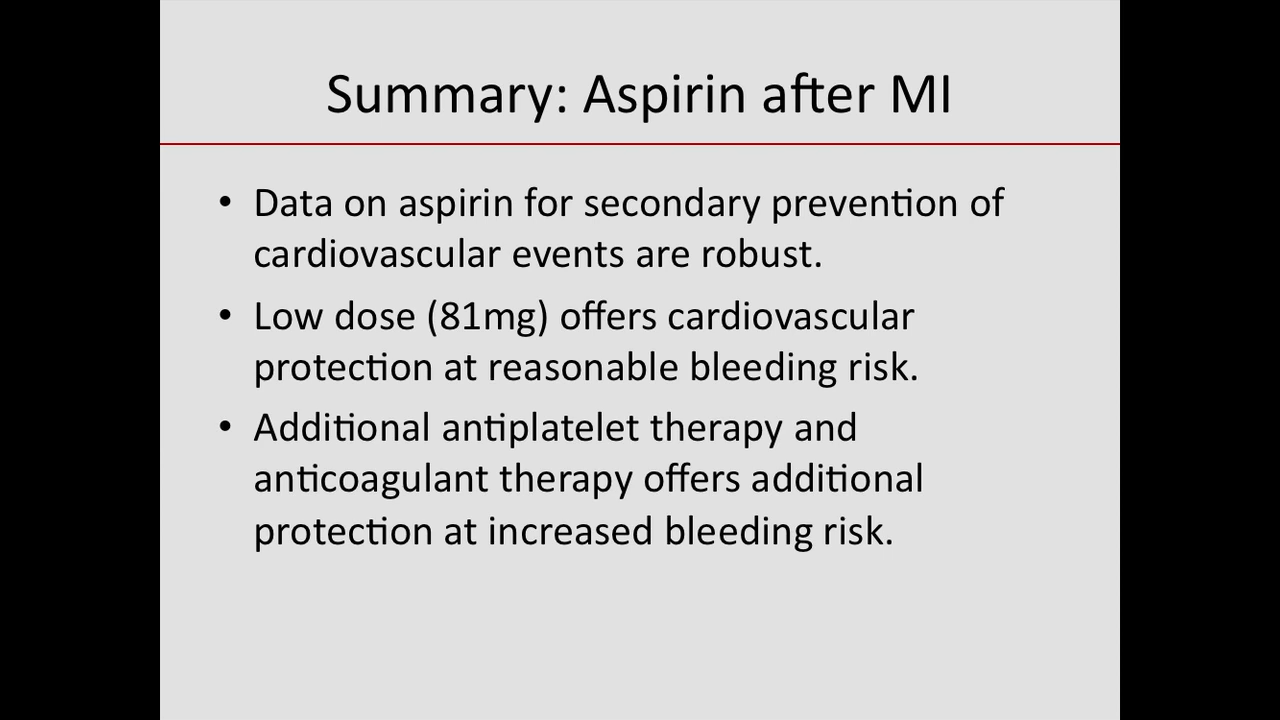 Summary: Aspirin after MI
• Data on aspirin for secondary prevention of
cardiovascular events are robust.
• Low dose (81mg) offers cardiovascular
protection at reasonable bleeding risk.
• Additional antiplatelet therapy and
anticoagulant therapy offers additional
protection at increased bleeding risk.